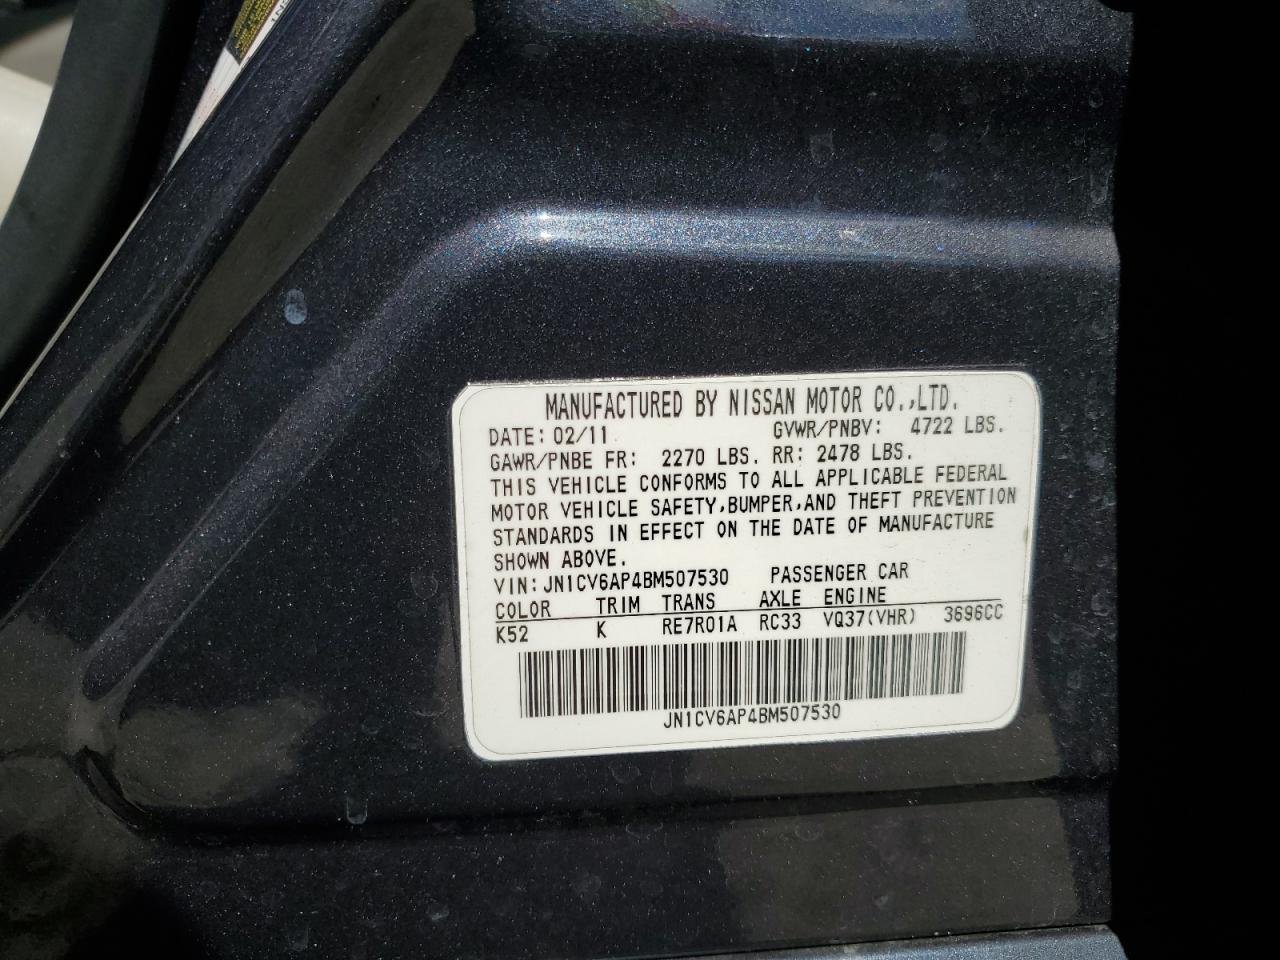 MANUFACTURED BY NISSAN MOTOR CO.,LTD.
DATE: 02/11 GVWR/PNBV: 4722 LBS.
GAWR/PNBE FR: 2270 LBS. RR: 2478 LBS.
THIS VEHICLE CONFORMS TO ALL APPLICABLE FEDERAL
MOTOR VEHICLE SAFETY,BUMPER,AND THEFT PREVENTION
STANDARDS IN EFFECT ON THE DATE OF MANUFACTURE
SHOWN ABOVE.
VIN:JN1CV6AP4BM507530 PASSENGER CAR
COLOR TRIM TRANS AXLE ENGINE
K52 K RE7R01A RC33 VQ37(VHR) 3696CC
JN1CV6AP4BM507530